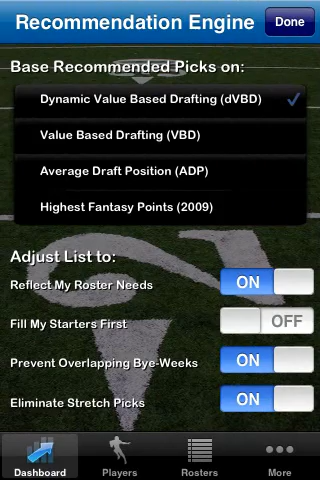 Recommendation Engine
Done
Base Recommended Picks on:
Dynamic Value Based Drafting (dVBD)
Value Based Drafting (VBD)
Average Draft Position (ADP)
Highest Fantasy Points (2009)
Adjust List to:
Reflect My Roster Needs
ON
Fill My Starters First
OFF
Prevent Overlapping Bye-Weeks
ON
Eliminate Stretch Picks
ON
Dashboard
Players
Rosters
More